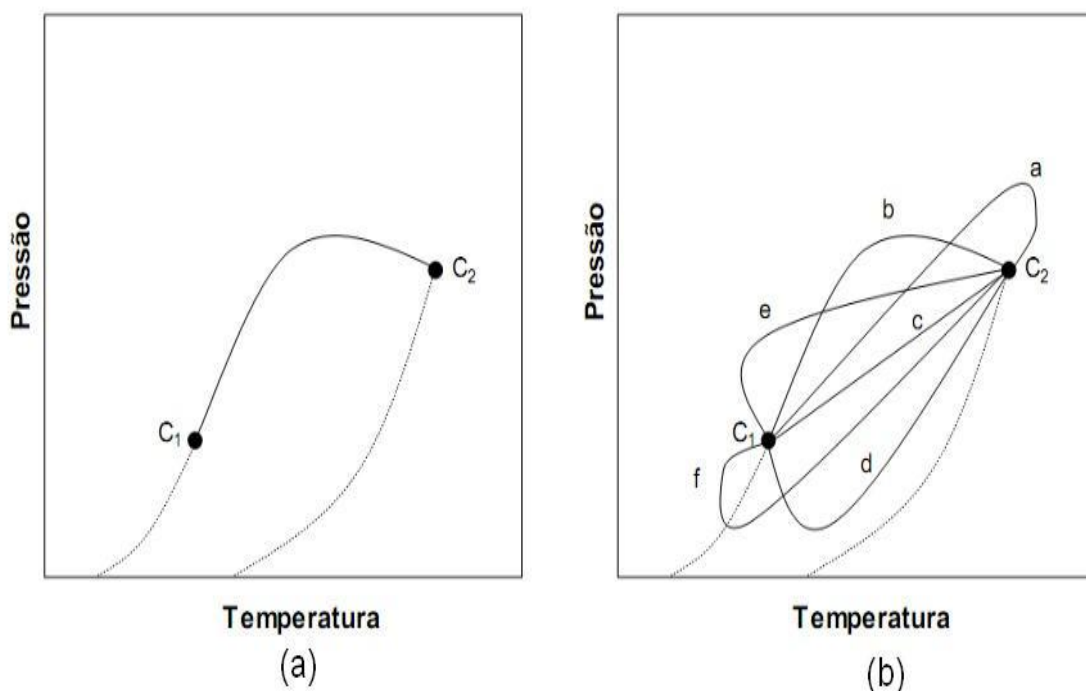 Pressão
C1
C2
Temperatura
(a)
Pressão
a
b
C2
e
c
C1
d
f
Temperatura
(b)